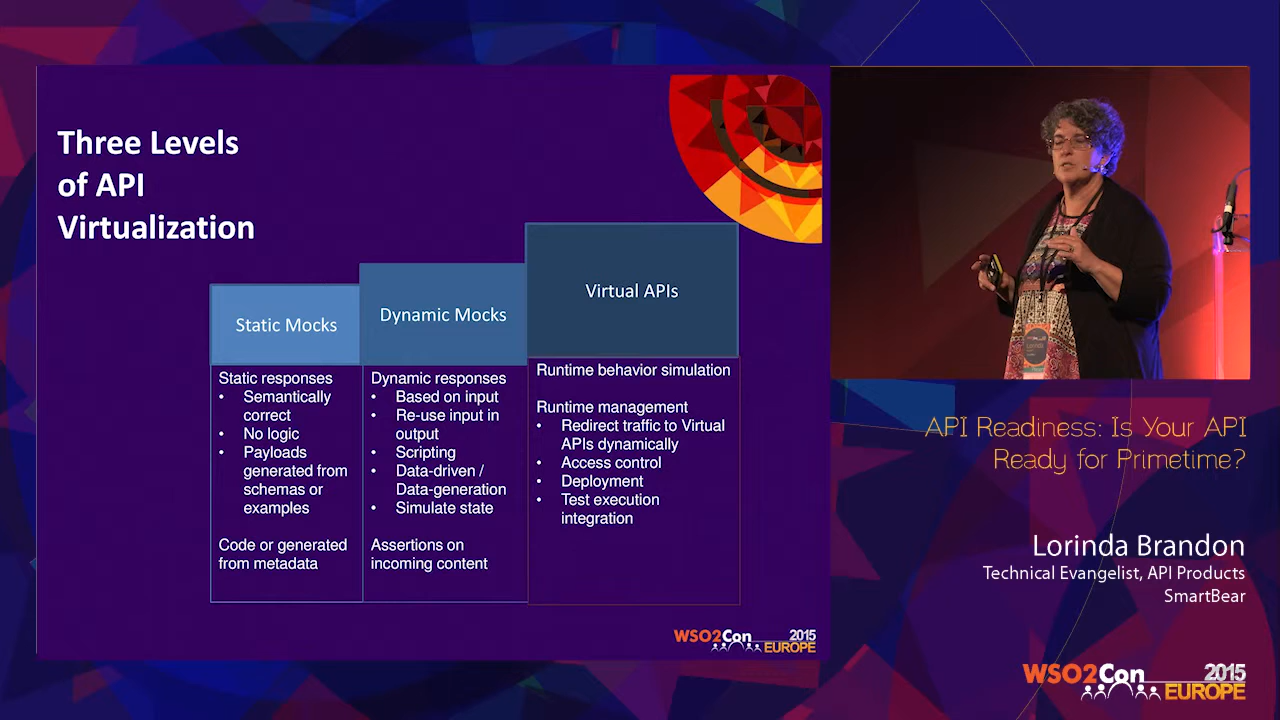 Three Levels
of API
Virtualization
Static Mocks
Dynamic Mocks
Virtual APIs
Static responses
• Semantically
correct
• No logic
• Payloads
generated from
schemas or
examples
Code or generated
from metadata
Dynamic responses
• Based on input
• Re-use input in
output
• Scripting
• Data-driven /
Data-generation
• Simulate state
Assertions on
incoming content
Runtime behavior simulation
Runtime management
• Redirect traffic to Virtual
APIs dynamically
• Access control
• Deployment
• Test execution
integration
WSO2Con 2015
EUROPE
API Readiness: Is Your API
Ready for Primetime?
Lorinda Brandon
Technical Evangelist, API Products
SmartBear
WSO2Con 2015
EUROPE